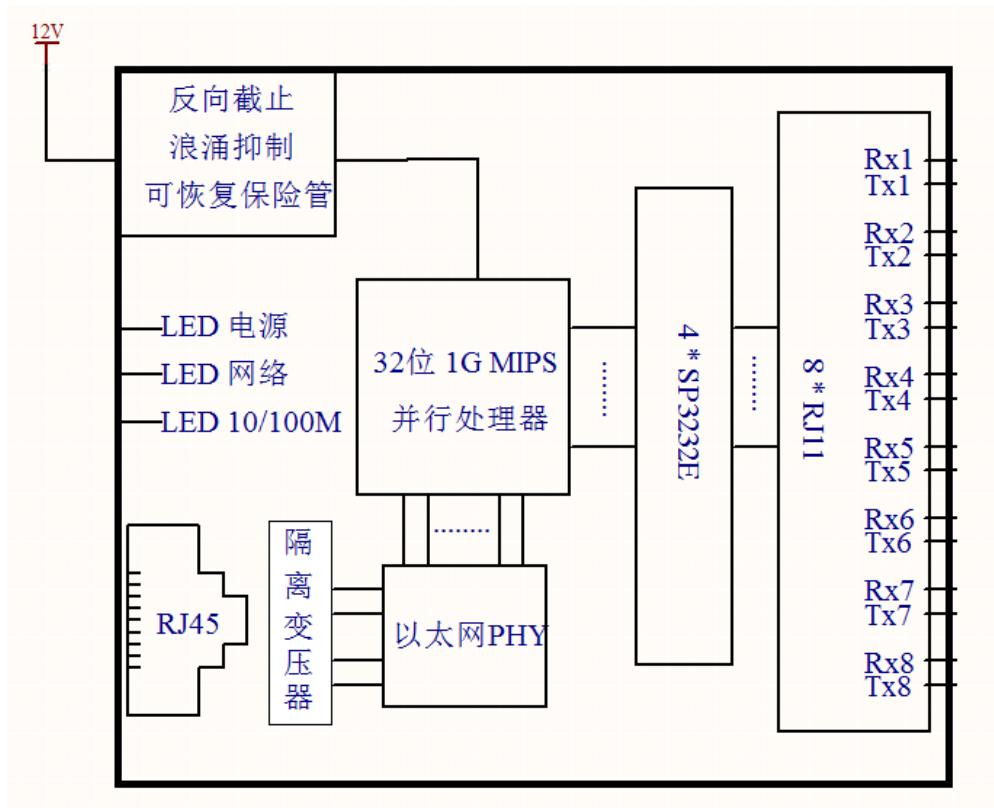 12V
反向截止
浪涌抑制
可恢复保险管
LED 电源
LED 网络
LED 10/100M
32位 1G MIPS
并行处理器
........
........
........
4*SP3232E
8*RJ11
RJ45
隔离变压器
以太网PHY
Rx1
Tx1
Rx2
Tx2
Rx3
Tx3
Rx4
Tx4
Rx5
Tx5
Rx6
Tx6
Rx7
Tx7
Rx8
Tx8